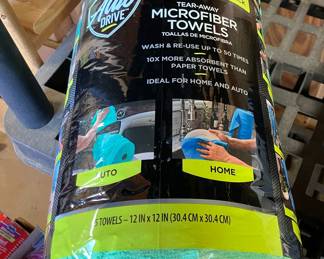 Auto
DRIVE
TEAR-AWAY
MICROFIBER
TOWELS
TOALLAS DE MICROFIBRA
WASH & RE-USE UP TO 50 TIMES
10X MORE ABSORBENT THAN
PAPER TOWELS
IDEAL FOR HOME AND AUTO
AUTO
HOME
TOWELS – 12 IN x 12 IN (30.4 CM x 30.4 CM)